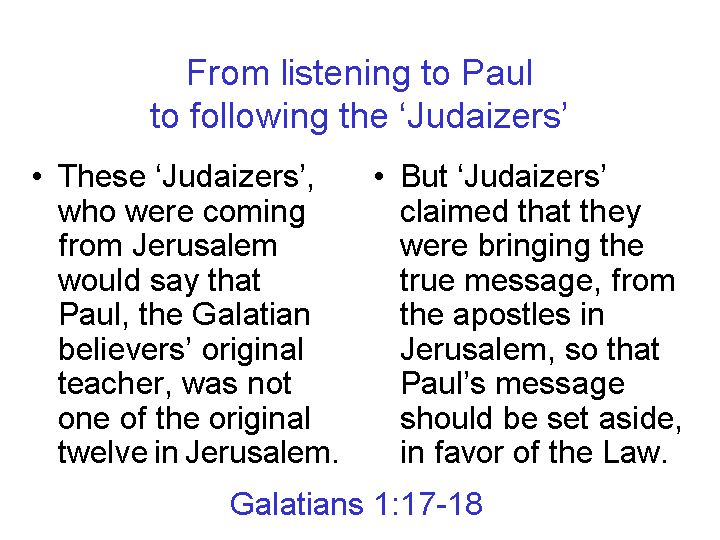 From listening to Paul
to following the ‘Judaizers’
• These ‘Judaizers’,
who were coming
from Jerusalem
would say that
Paul, the Galatian
believers’ original
teacher, was not
one of the original
twelve in Jerusalem.
• But ‘Judaizers’
claimed that they
were bringing the
true message, from
the apostles in
Jerusalem, so that
Paul’s message
should be set aside,
in favor of the Law.
Galatians 1:17-18